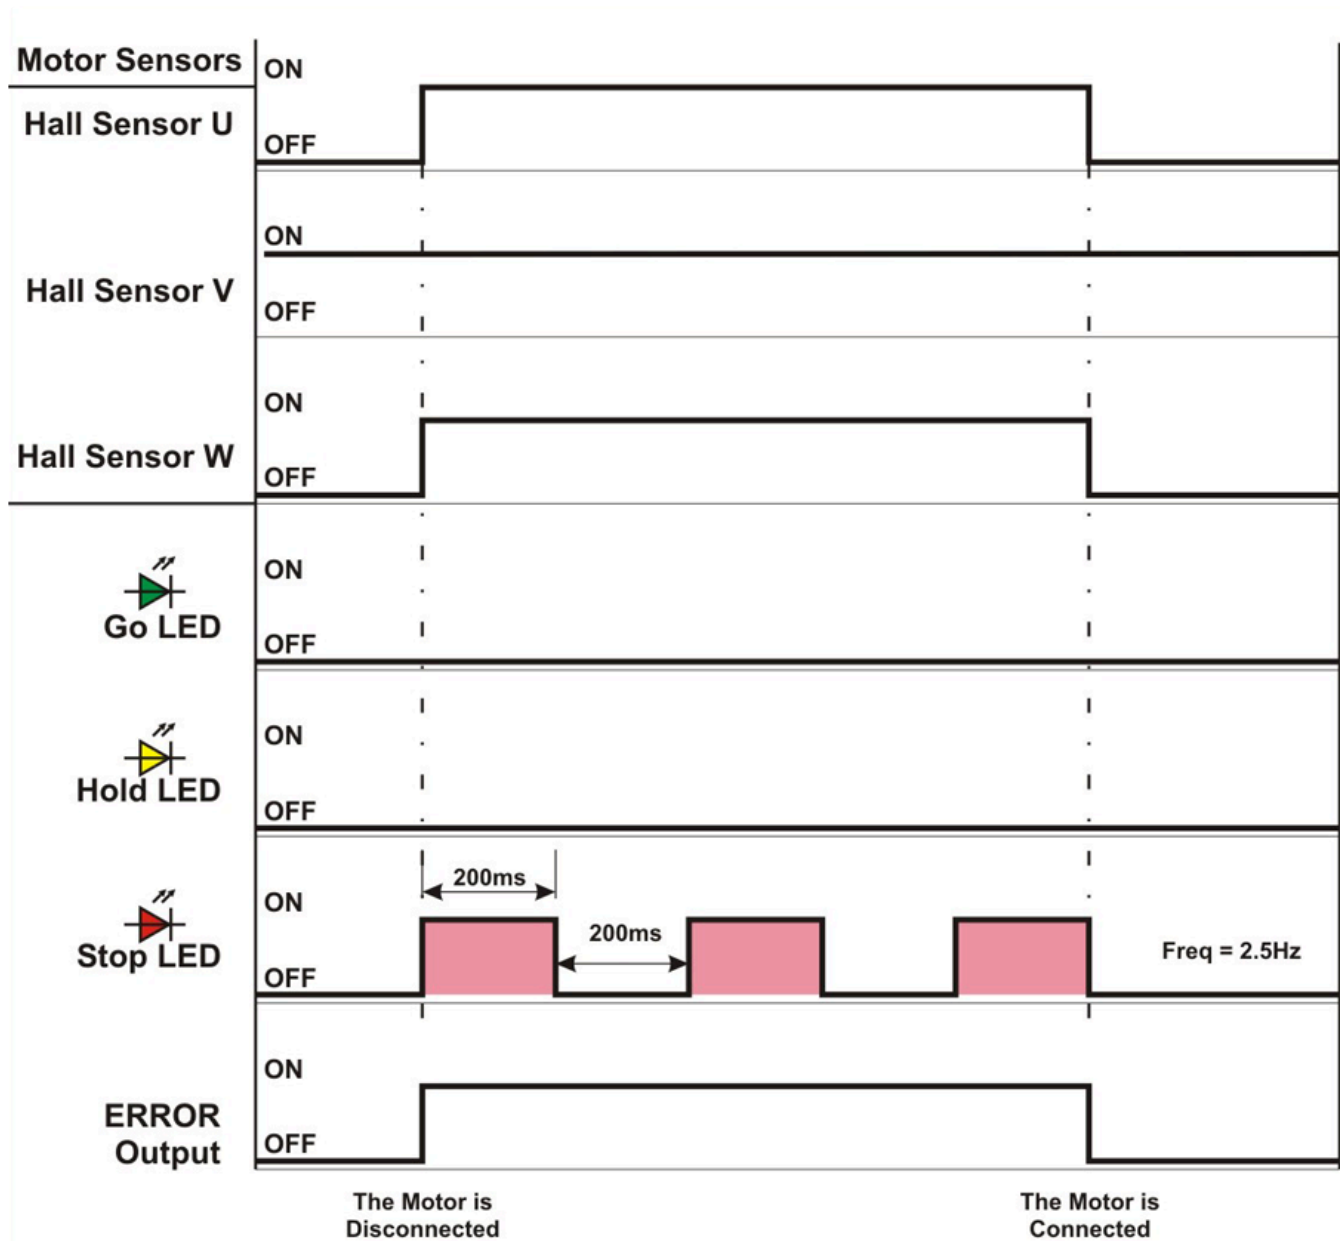 Motor Sensors
ON
Hall Sensor U
OFF
ON
Hall Sensor V
OFF
ON
Hall Sensor W
OFF
ON
Go LED
OFF
ON
Hold LED
OFF
200ms
ON
200ms
Stop LED
Freq = 2.5Hz
OFF
ON
ERROR
Output
OFF
The Motor is
Disconnected
The Motor is
Connected